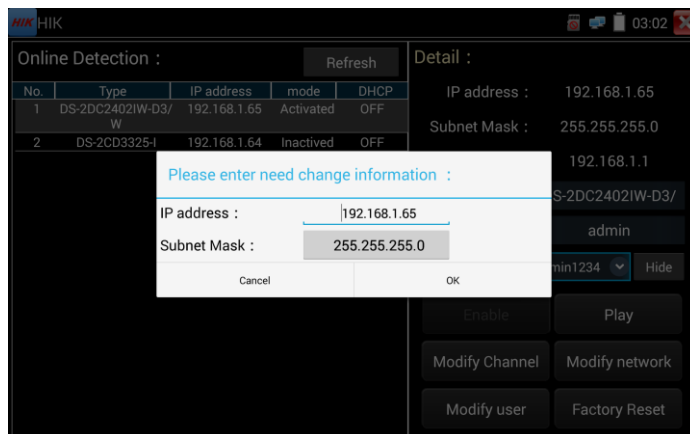 HIK HIK 03:02
Online Detection : Refresh
No. Type IP address mode DHCP
1 DS-2DC2402IW-D3/W 192.168.1.65 Activated OFF
2 DS-2CD3325-I 192.168.1.64 Inactived OFF
Detail :
IP address : 192.168.1.65
Subnet Mask : 255.255.255.0
192.168.1.1
S-2DC2402IW-D3/
admin
min1234 Hide
Please enter need change information :
IP address : 192.168.1.65
Subnet Mask : 255.255.255.0
Cancel OK
Enable Play
Modify Channel Modify network
Modify user Factory Reset